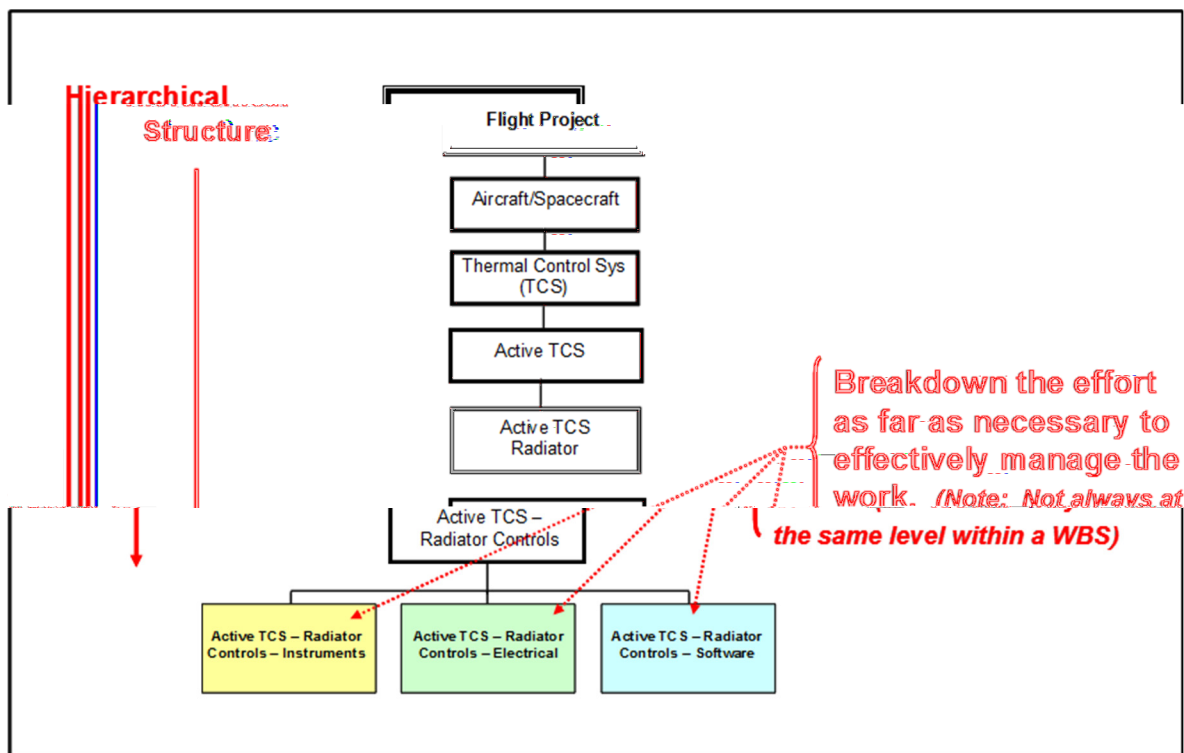 Hierarchical
Structure:
Flight Project
Aircraft/Spacecraft
Thermal Control Sys
(TCS)
Active TCS
Active TCS
Radiator
Active TCS –
Radiator Controls
Breakdown the effort
as far as necessary to
effectively manage the
work. (Note: Not always at
the same level within a WBS)
Active TCS – Radiator
Controls – Instruments
Active TCS – Radiator
Controls – Electrical
Active TCS – Radiator
Controls – Software